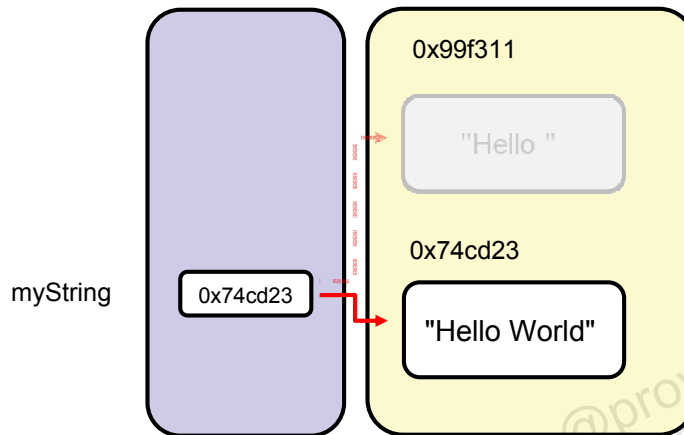 0x99f311
"Hello "
0x74cd23
myString
0x74cd23
"Hello World"